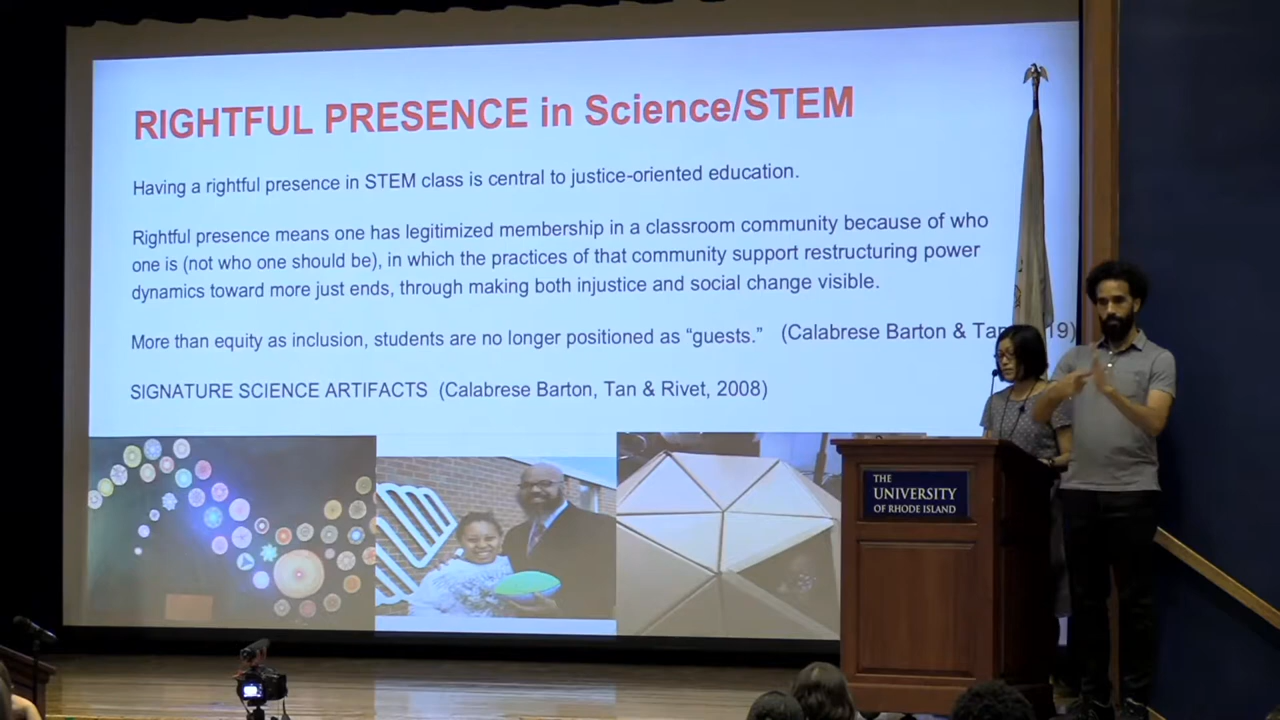 RIGHTFUL PRESENCE in Science/STEM
Having a rightful presence in STEM class is central to justice-oriented education.
Rightful presence means one has legitimized membership in a classroom community because of who
one is (not who one should be), in which the practices of that community support restructuring power
dynamics toward more just ends, through making both injustice and social change visible.
More than equity as inclusion, students are no longer positioned as “guests.” (Calabrese Barton & 19)
SIGNATURE SCIENCE ARTIFACTS (Calabrese Barton, Tan & Rivet, 2008)
THE
UNIVERSITY
OF RHODE ISLAND